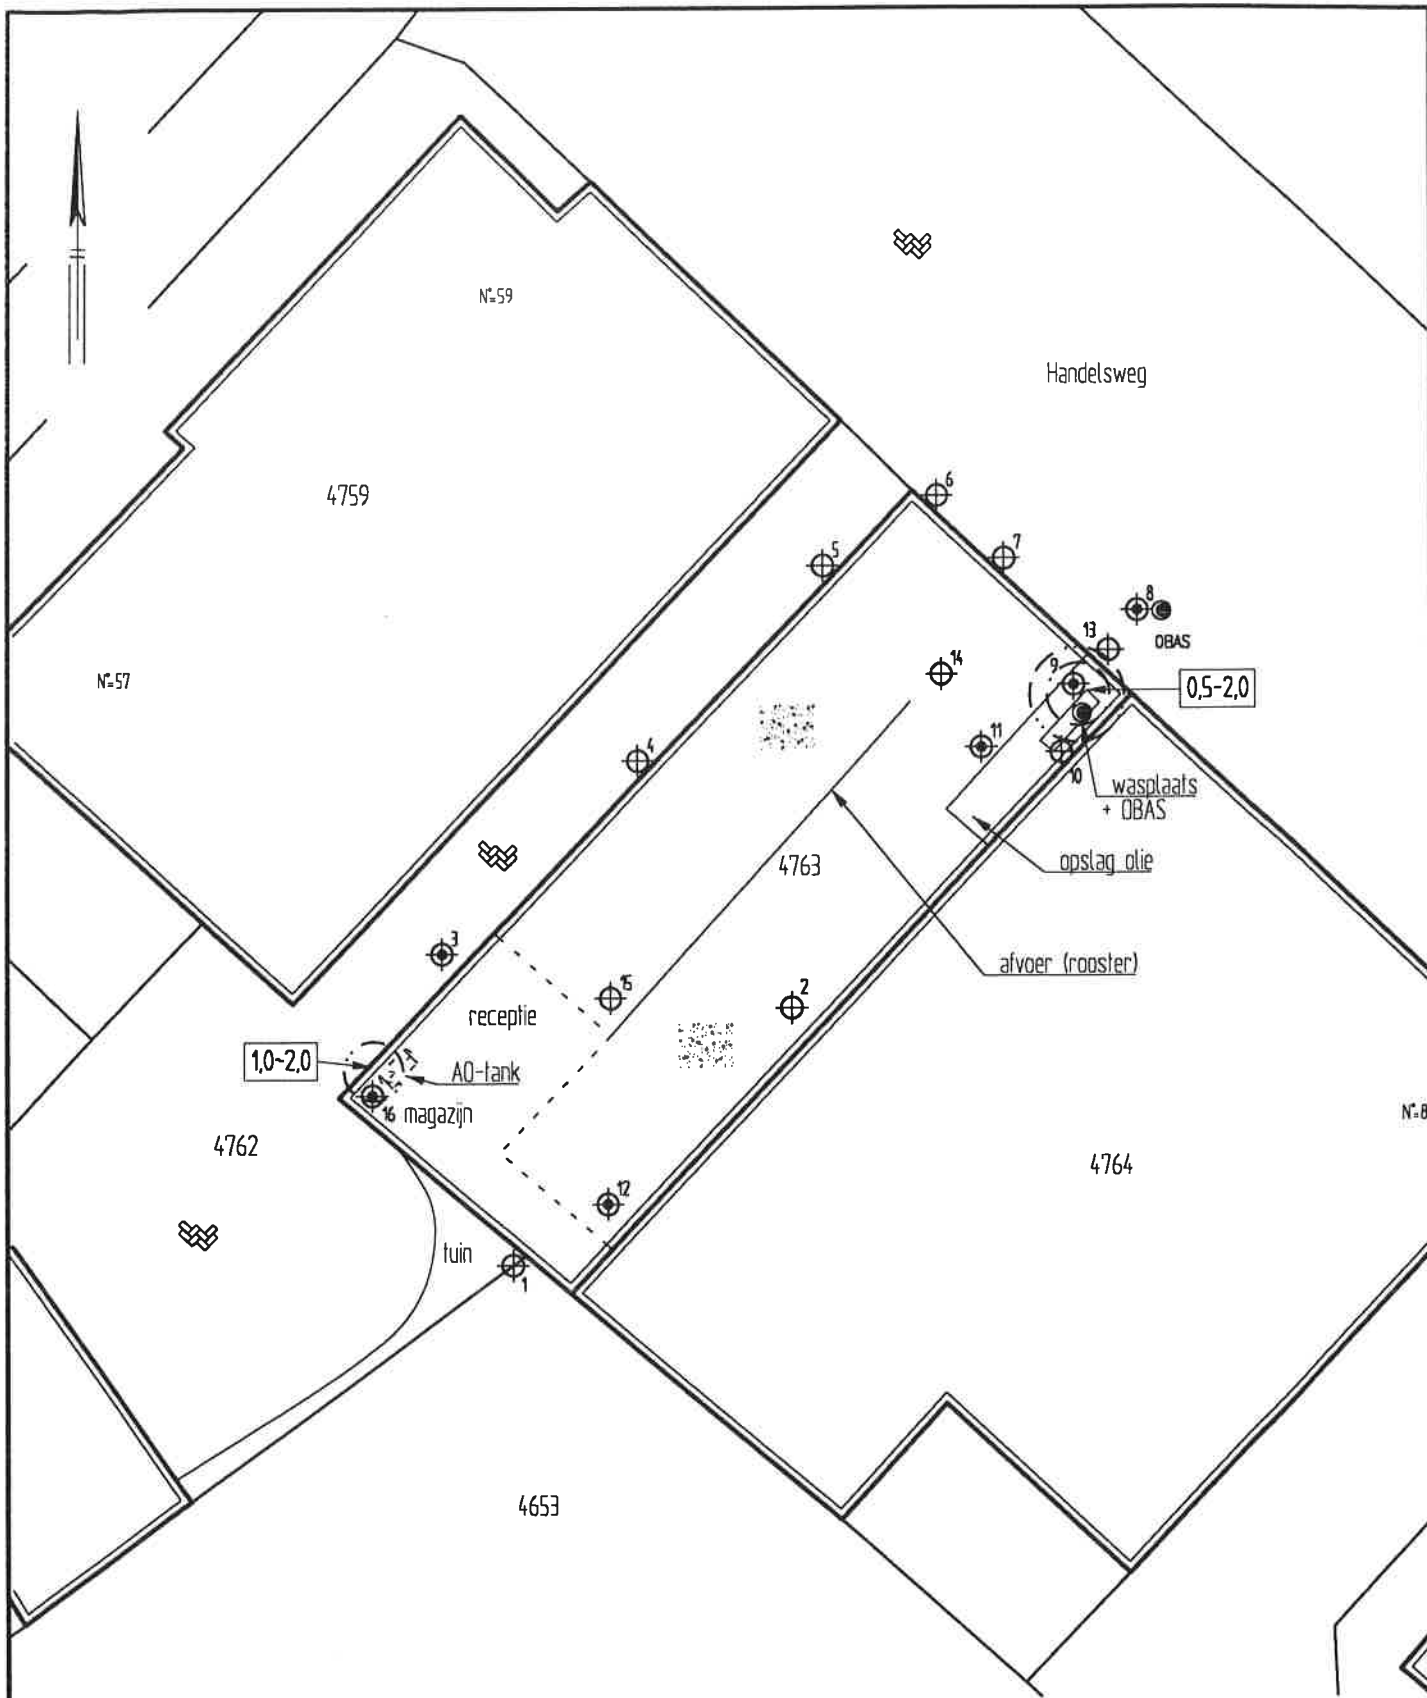 N°=59
Handelsweg
4759
6
7
5
8
OBAS
13
14
9
N°=57
0,5-2,0
11
4
10
wasplaats
+ OBAS
opslag olie
4763
3
afvoer (rooster)
15
2
receptie
1,0-2,0
AO-tank
16
magazijn
4762
N°=8
4764
12
tuin
1
4653